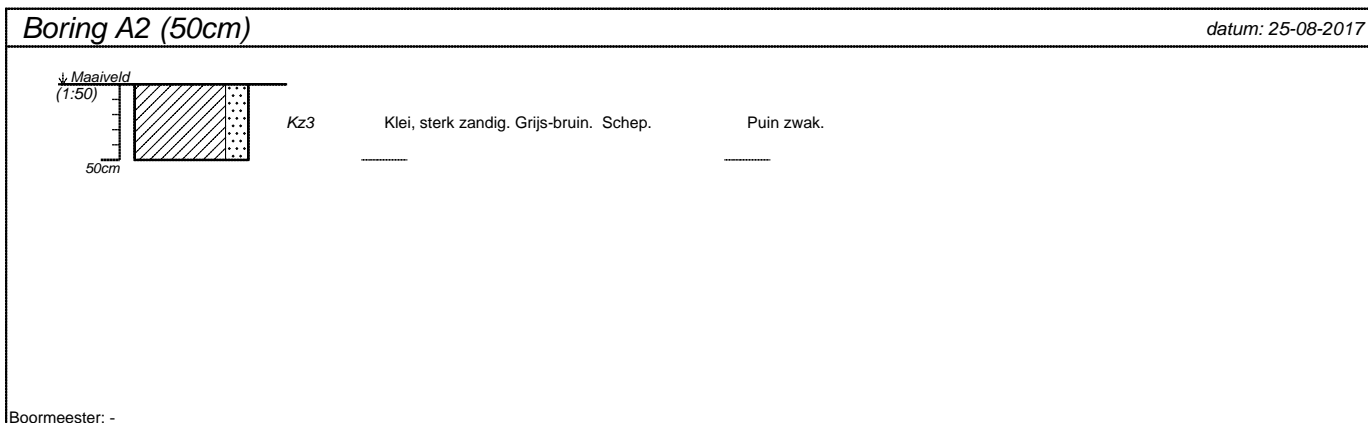 Boring A2 (50cm) datum: 25-08-2017
Maaiveld
(1:50)
Kz3 Klei, sterk zandig. Grijs-bruin. Schep. Puin zwak.
50cm
Boormeester: -